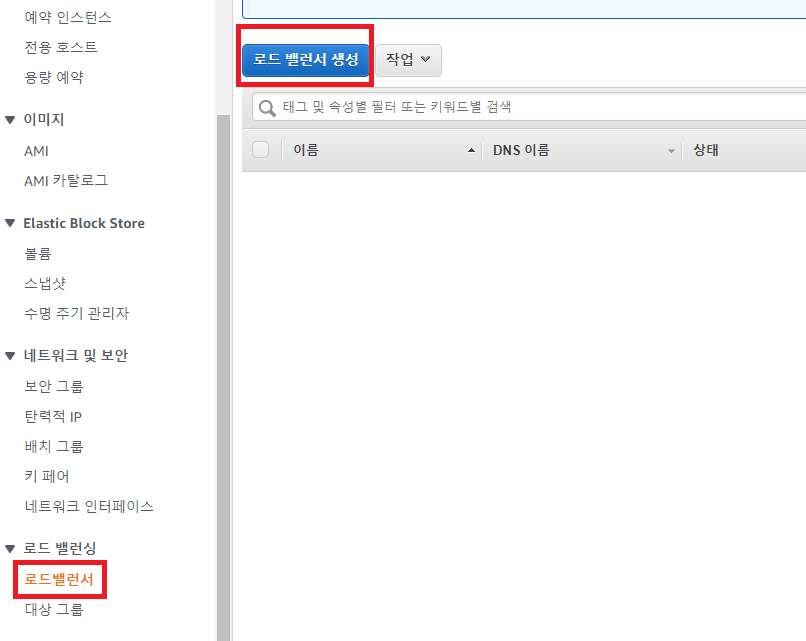 예약 인스턴스
전용 호스트
용량 예약
이미지
AMI
AMI 카탈로그
Elastic Block Store
볼륨
스냅샷
수명 주기 관리자
네트워크 및 보안
보안 그룹
탄력적 IP
배치 그룹
키 페어
네트워크 인터페이스
로드 밸런싱
로드밸런서
대상 그룹
로드 밸런서 생성 작업
태그 및 속성별 필터 또는 키워드별 검색
이름 DNS 이름 상태